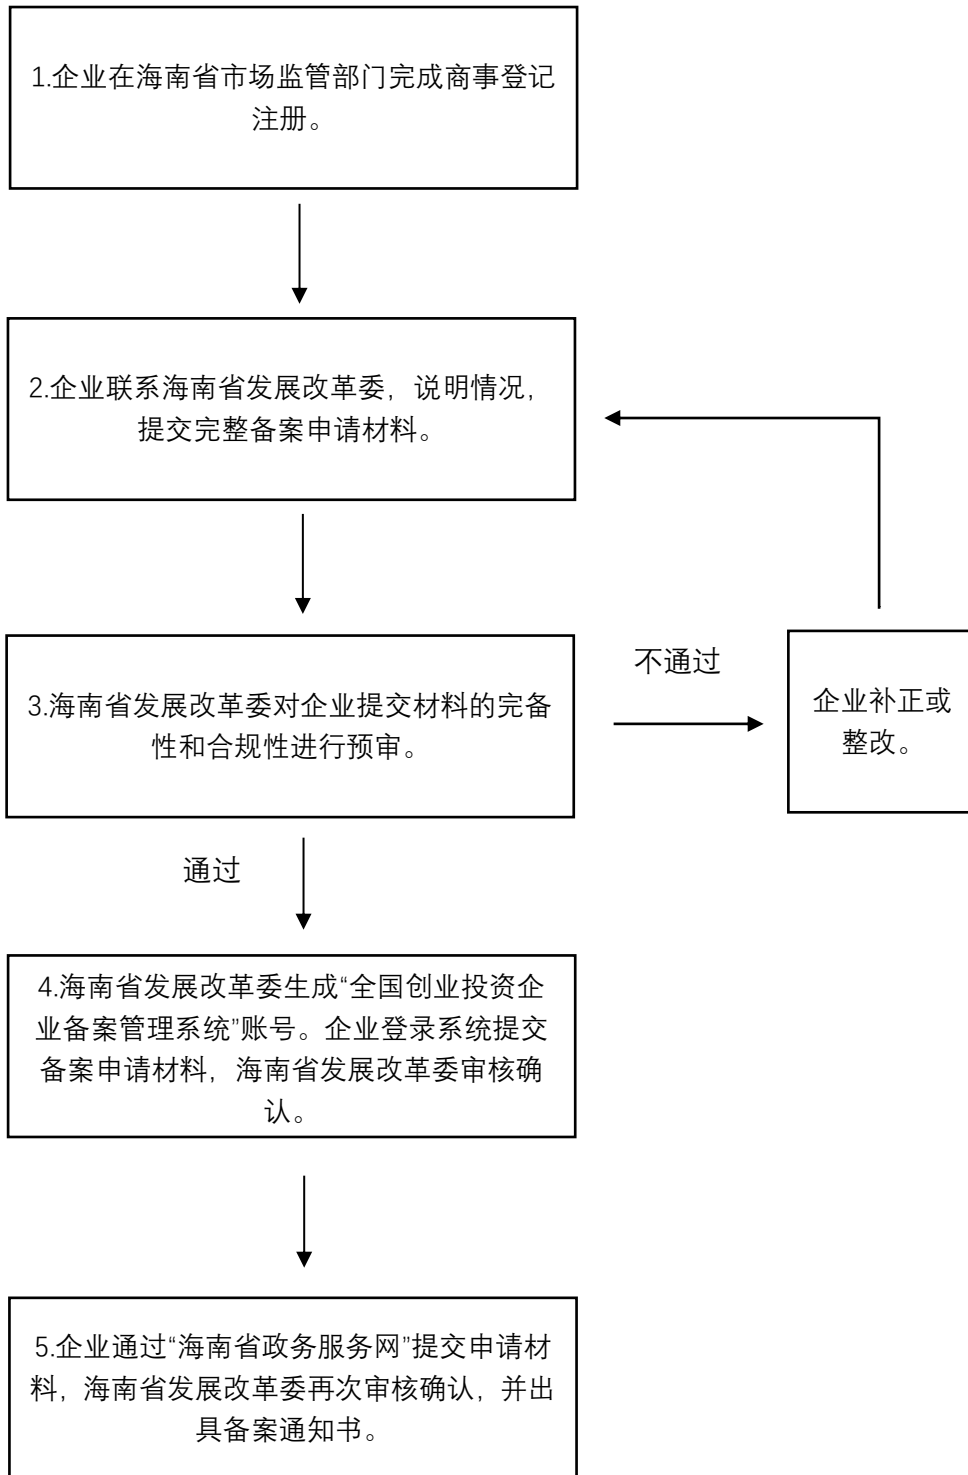 1.企业在海南省市场监管部门完成商事登记
注册。
2.企业联系海南省发展改革委，说明情况，
提交完整备案申请材料。
3.海南省发展改革委对企业提交材料的完备
性和合规性进行预审。
不通过
企业补正或
整改。
通过
4.海南省发展改革委生成“全国创业投资企
业备案管理系统”账号。企业登录系统提交
备案申请材料，海南省发展改革委审核确
认。
5.企业通过“海南省政务服务网”提交申请材
料，海南省发展改革委再次审核确认，并出
具备案通知书。